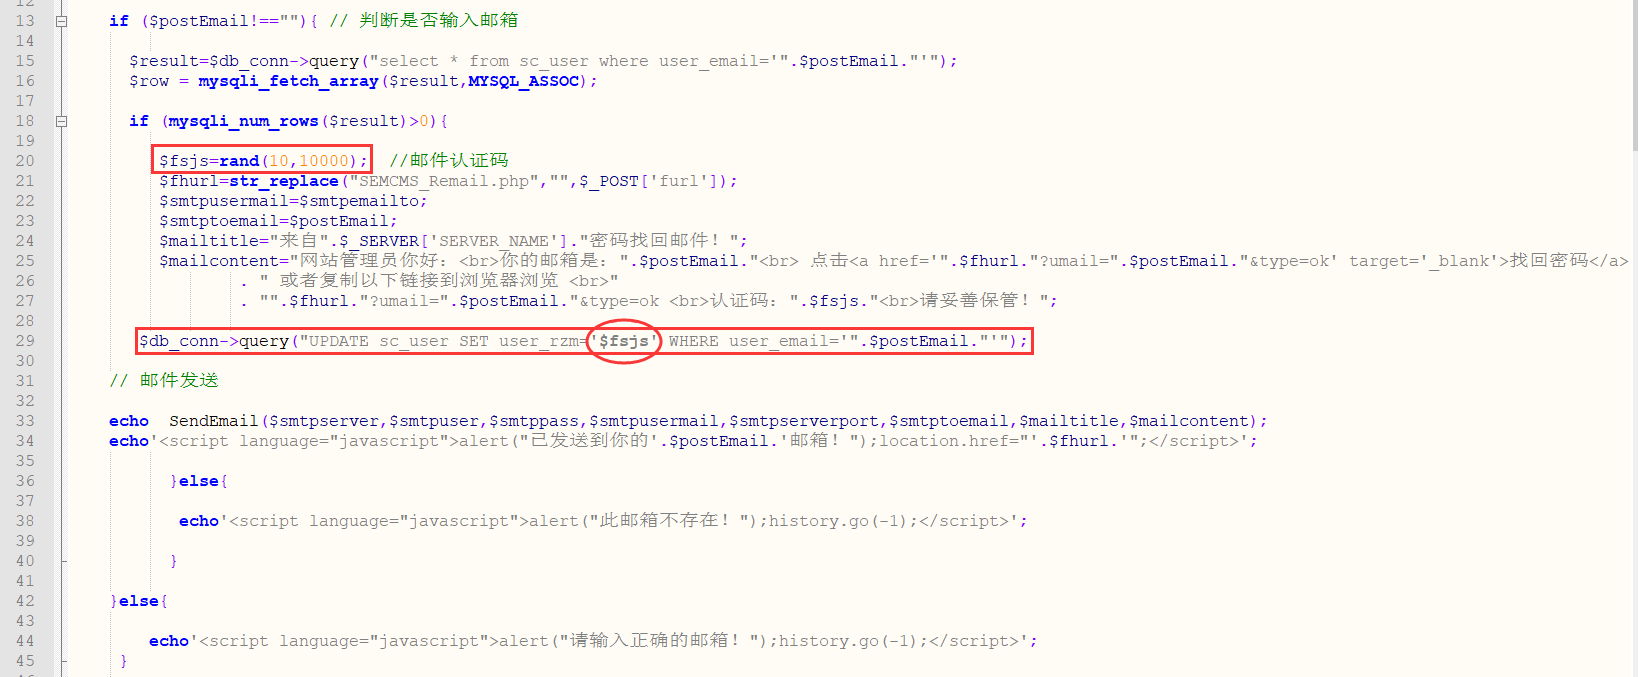 12
13 if ($postEmail!==""){ // 判断是否输入邮箱
14
15 $result=$db_conn->query("select * from sc_user where user_email='".$postEmail."'");
16 $row = mysqli_fetch_array($result,MYSQL_ASSOC);
17
18 if (mysqli_num_rows($result)>0){
19
20 $fsjs=rand(10,10000); //邮件认证码
21 $fhurl=str_replace("SEMCMS_Remail.php","",$_POST['furl']);
22 $smtpusermail=$smtpemailto;
23 $smtptoemail=$postEmail;
24 $mailtitle="来自".$_SERVER['SERVER_NAME']."密码找回邮件！";
25 $mailcontent="网站管理员你好：<br>你的邮箱是：".$postEmail."<br> 点击<a href='".$fhurl."?umail=".$postEmail."&type=ok' target='_blank'>找回密码</a>
26 . " 或者复制以下链接到浏览器浏览 <br>"
27 . "".$fhurl."?umail=".$postEmail."&type=ok <br>认证码：".$fsjs."<br>请妥善保管！";
28
29 $db_conn->query("UPDATE sc_user SET user_rzm='$fsjs' WHERE user_email='".$postEmail."'");
30
31 // 邮件发送
32
33 echo SendEmail($smtpserver,$smtpuser,$smtppass,$smtpusermail,$smtpserverport,$smtptoemail,$mailtitle,$mailcontent);
34 echo'<script language="javascript">alert("已发送到你的'.$postEmail.'邮箱！");location.href="'.$fhurl.'";</script>';
35
36 }else{
37
38 echo'<script language="javascript">alert("此邮箱不存在！");history.go(-1);</script>';
39
40 }
41
42 }else{
43
44 echo'<script language="javascript">alert("请输入正确的邮箱！");history.go(-1);</script>';
45 }